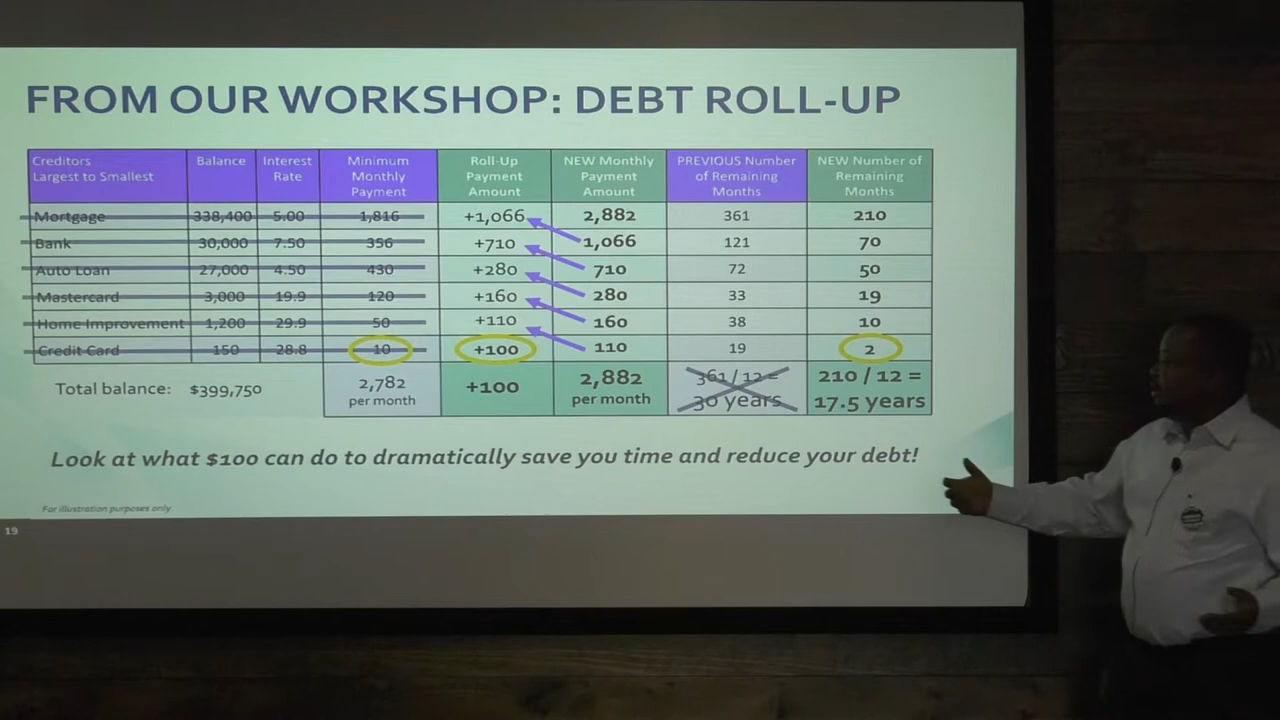 FROM OUR WORKSHOP: DEBT ROLL-UP
Creditors Largest to Smallest Balance Interest Rate Minimum Monthly Payment Roll-Up Payment Amount NEW Monthly Payment Amount PREVIOUS Number of Remaining Months NEW Number of Remaining Months
Mortgage 338,400 5.00 1,816 +1,066 2,882 361 210
Bank 30,000 7.50 356 +710 1,066 121 70
Auto Loan 27,000 4.50 430 +280 710 72 50
Mastercard 3,000 19.9 120 +160 280 33 19
Home Improvement 1,200 29.9 50 +110 160 38 10
Credit Card 150 28.8 10 +100 110 19 2
Total balance: $399,750 2,782 per month +100 2,882 per month 361 / 12 = 30 years 210 / 12 = 17.5 years
Look at what $100 can do to dramatically save you time and reduce your debt!
For illustration purposes only.
19